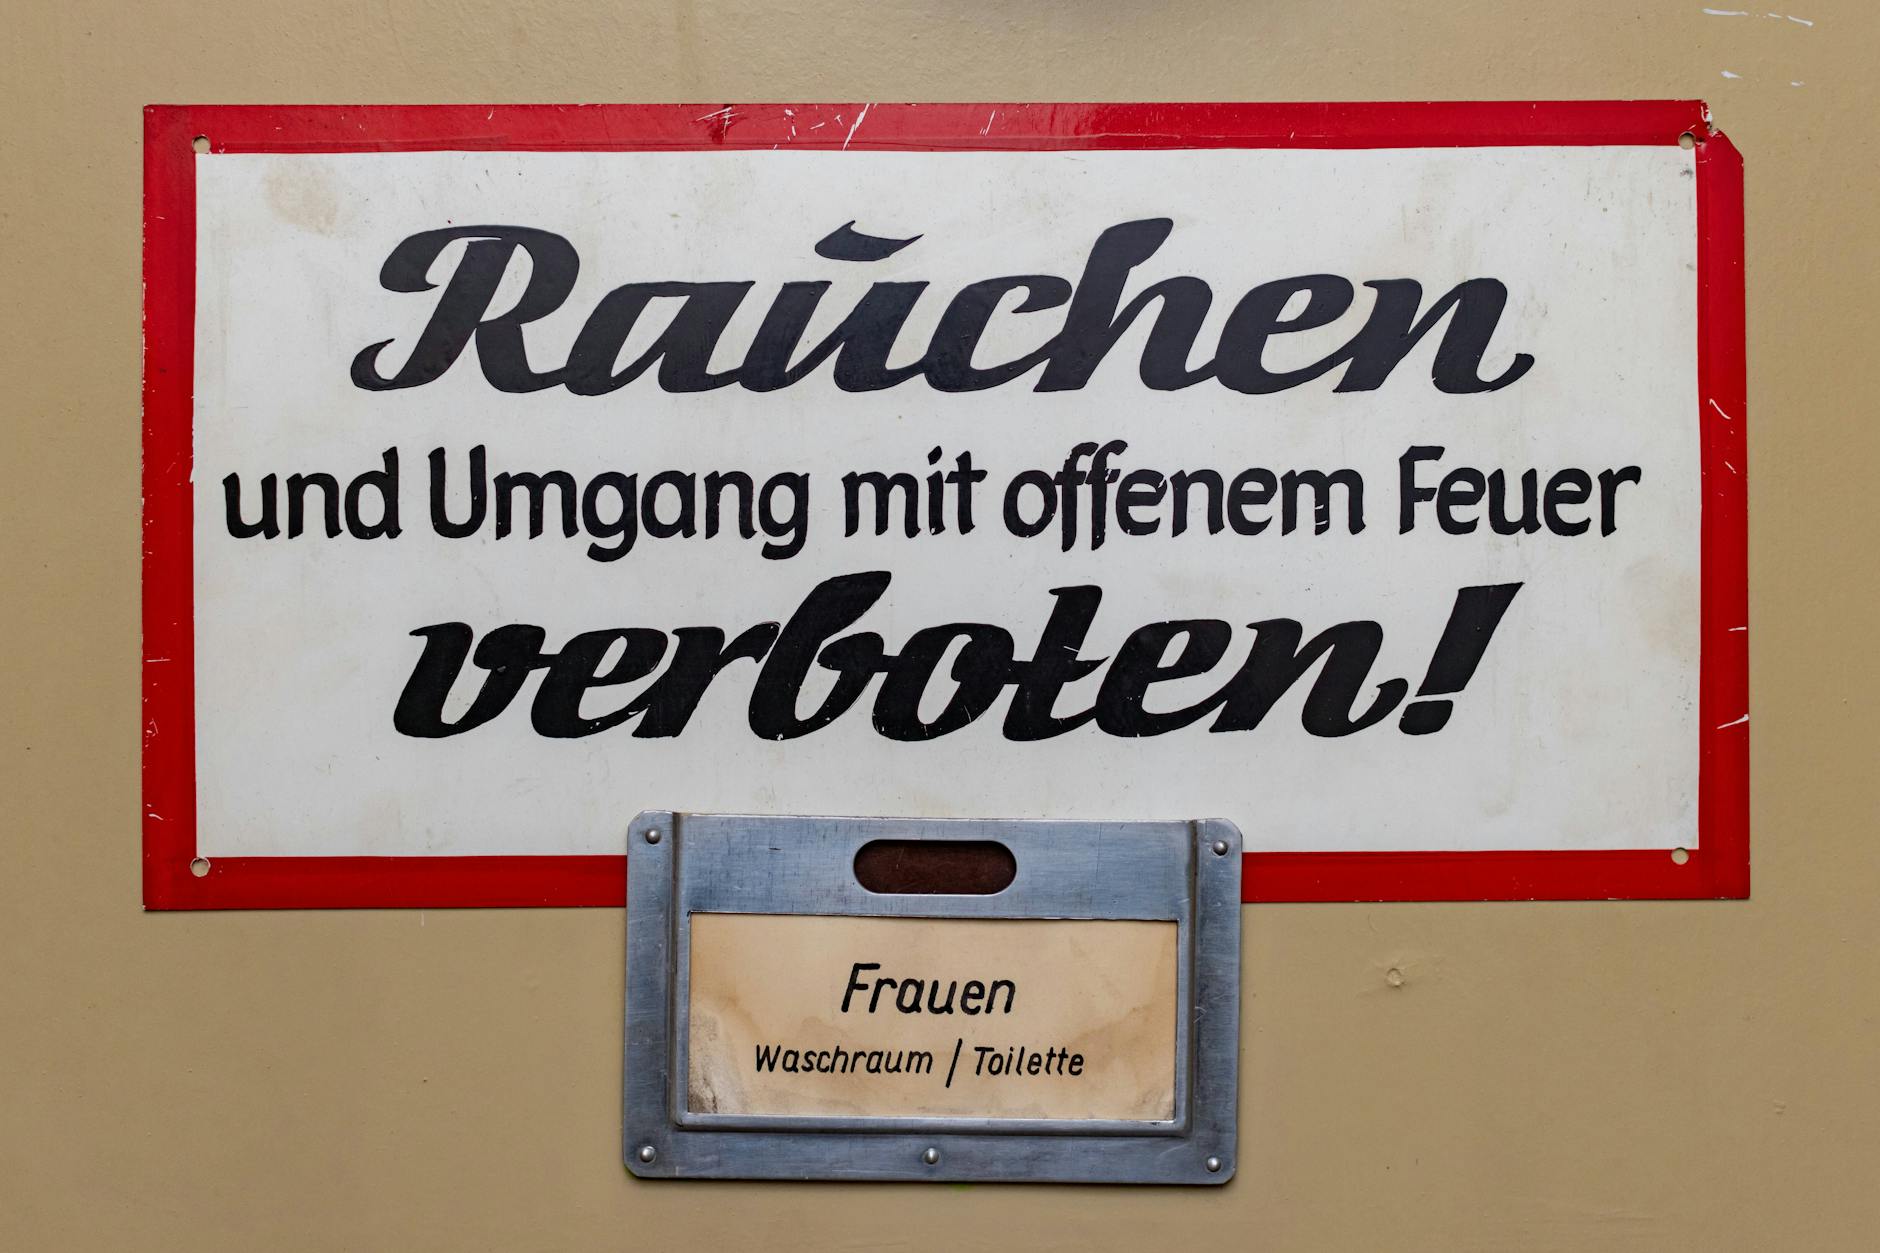 Rauchen
und Umgang mit offenem Feuer
verboten!
Frauen
Waschraum / Toilette